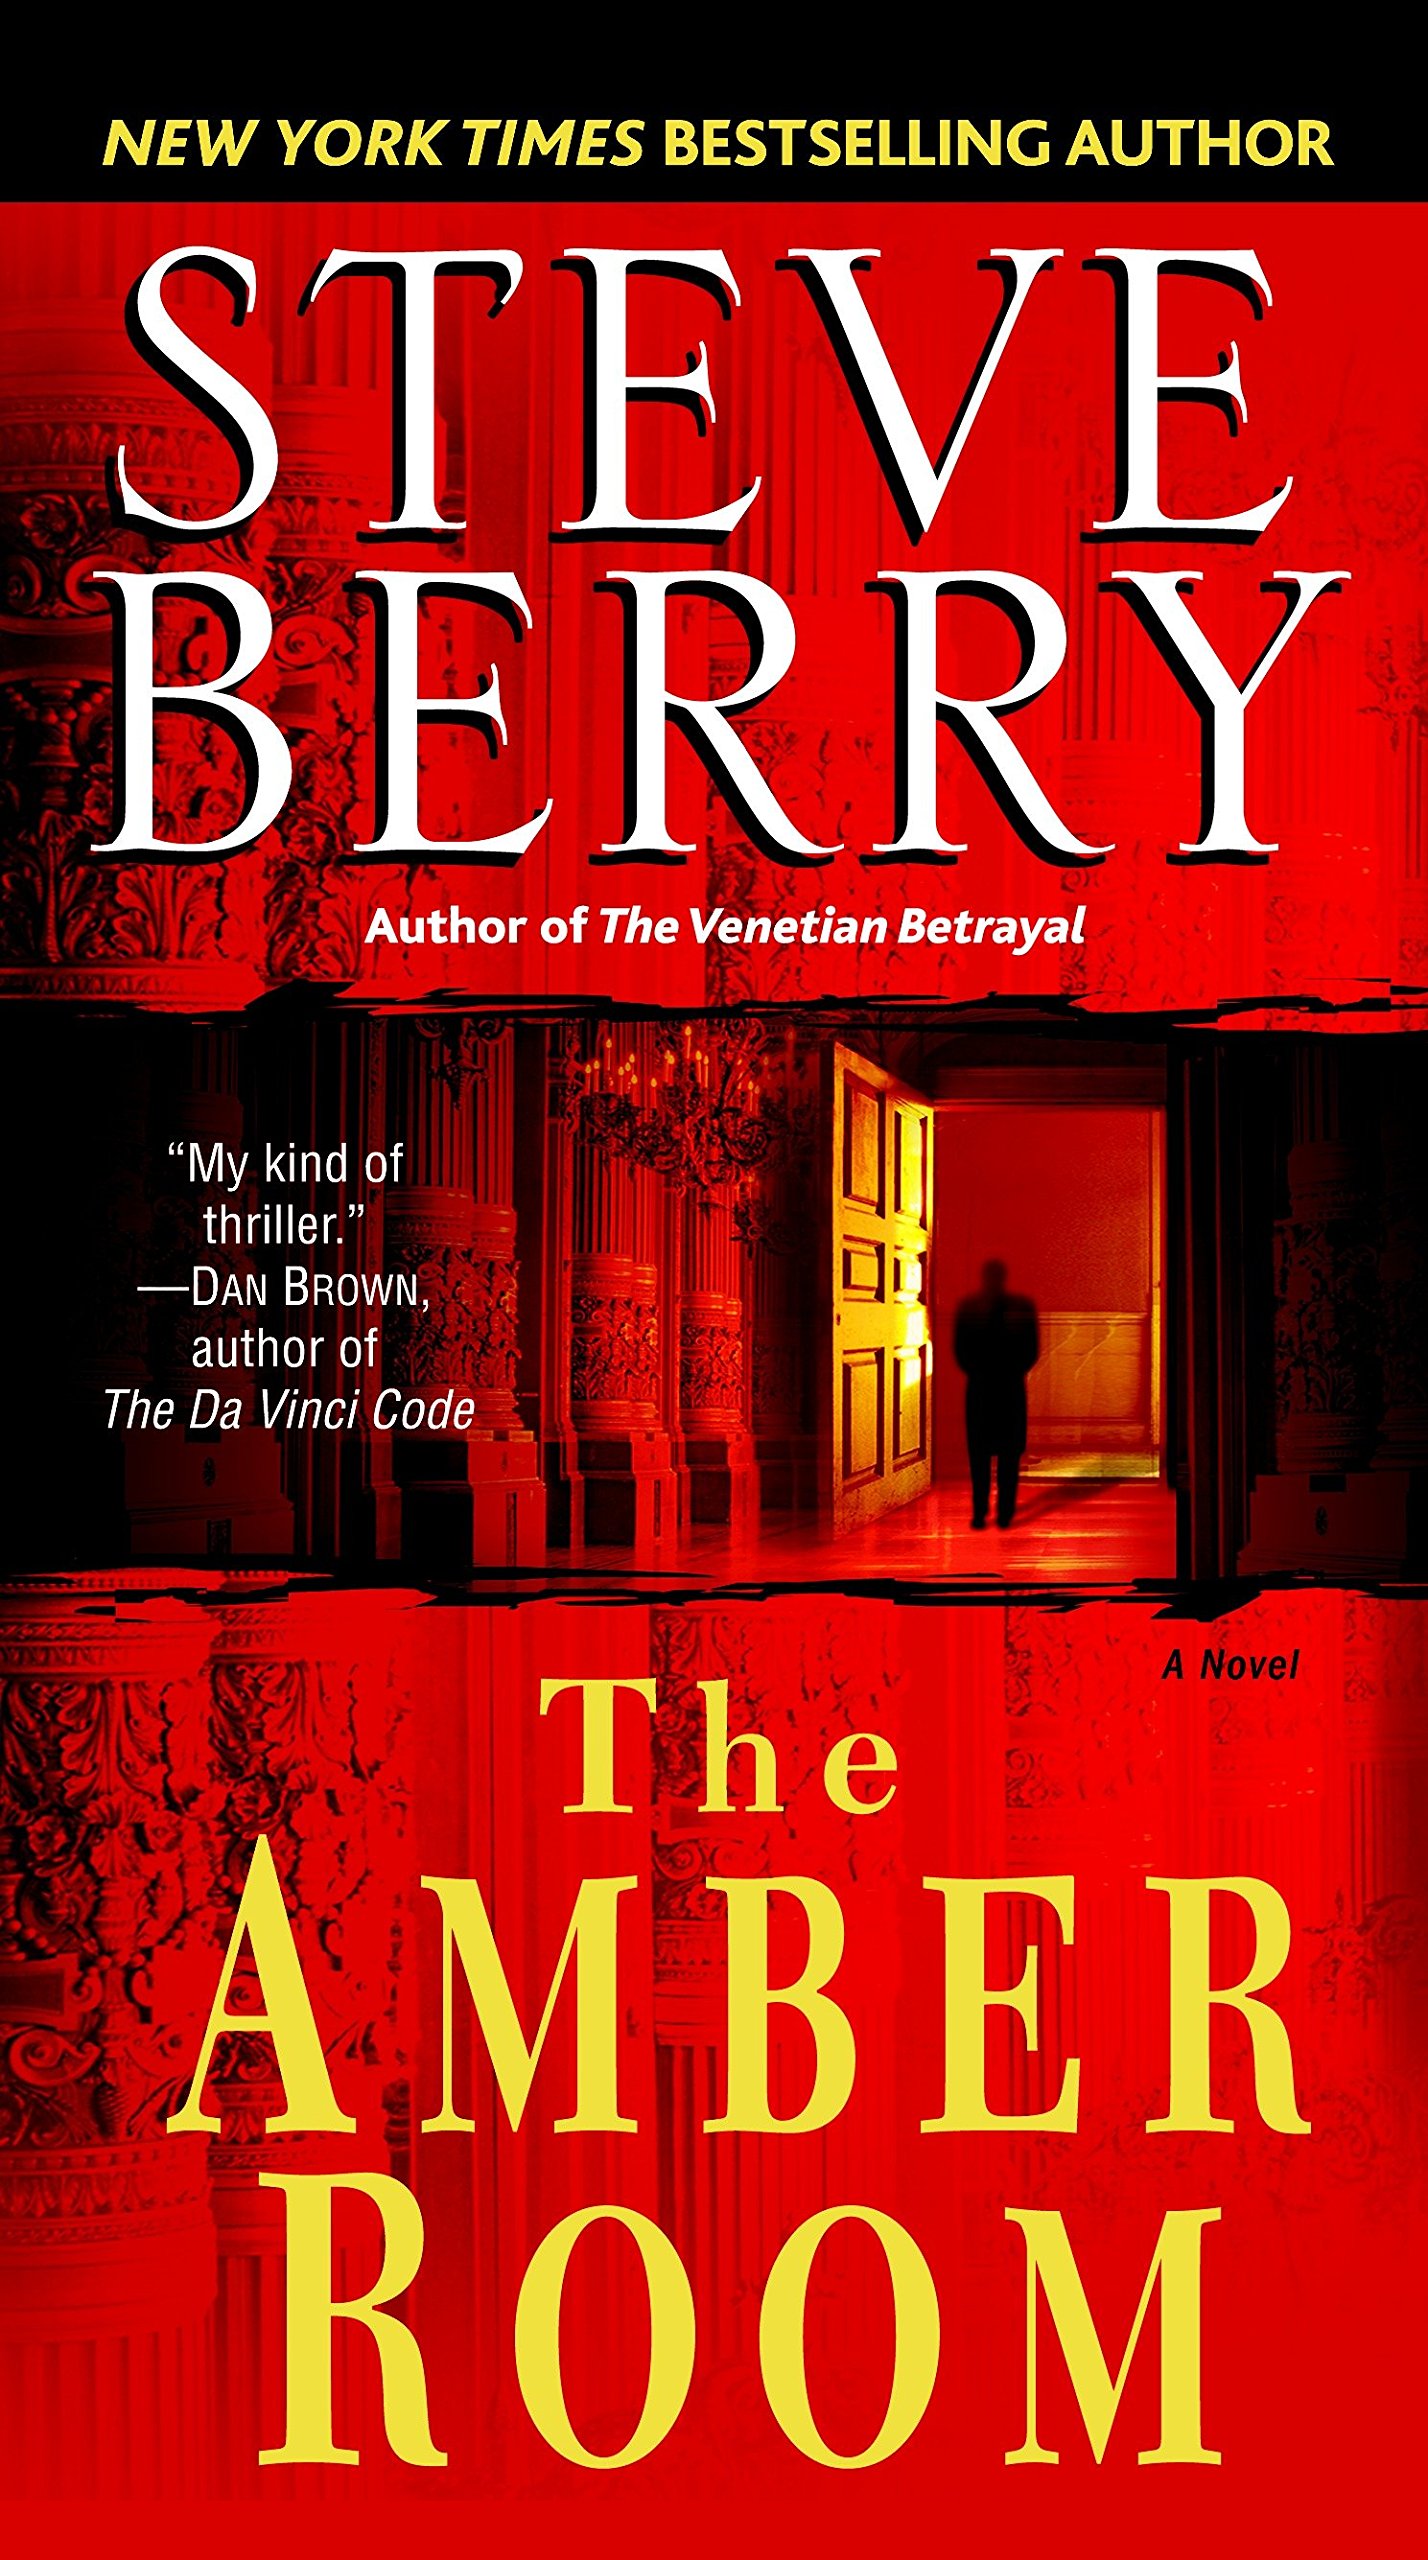 NEW YORK TIMES BESTSELLING AUTHOR
STEVE
BERRY
Author of The Venetian Betrayal
“My kind of
thriller.”
—DAN BROWN,
author of
The Da Vinci Code
A Novel
The
AMBER
ROOM